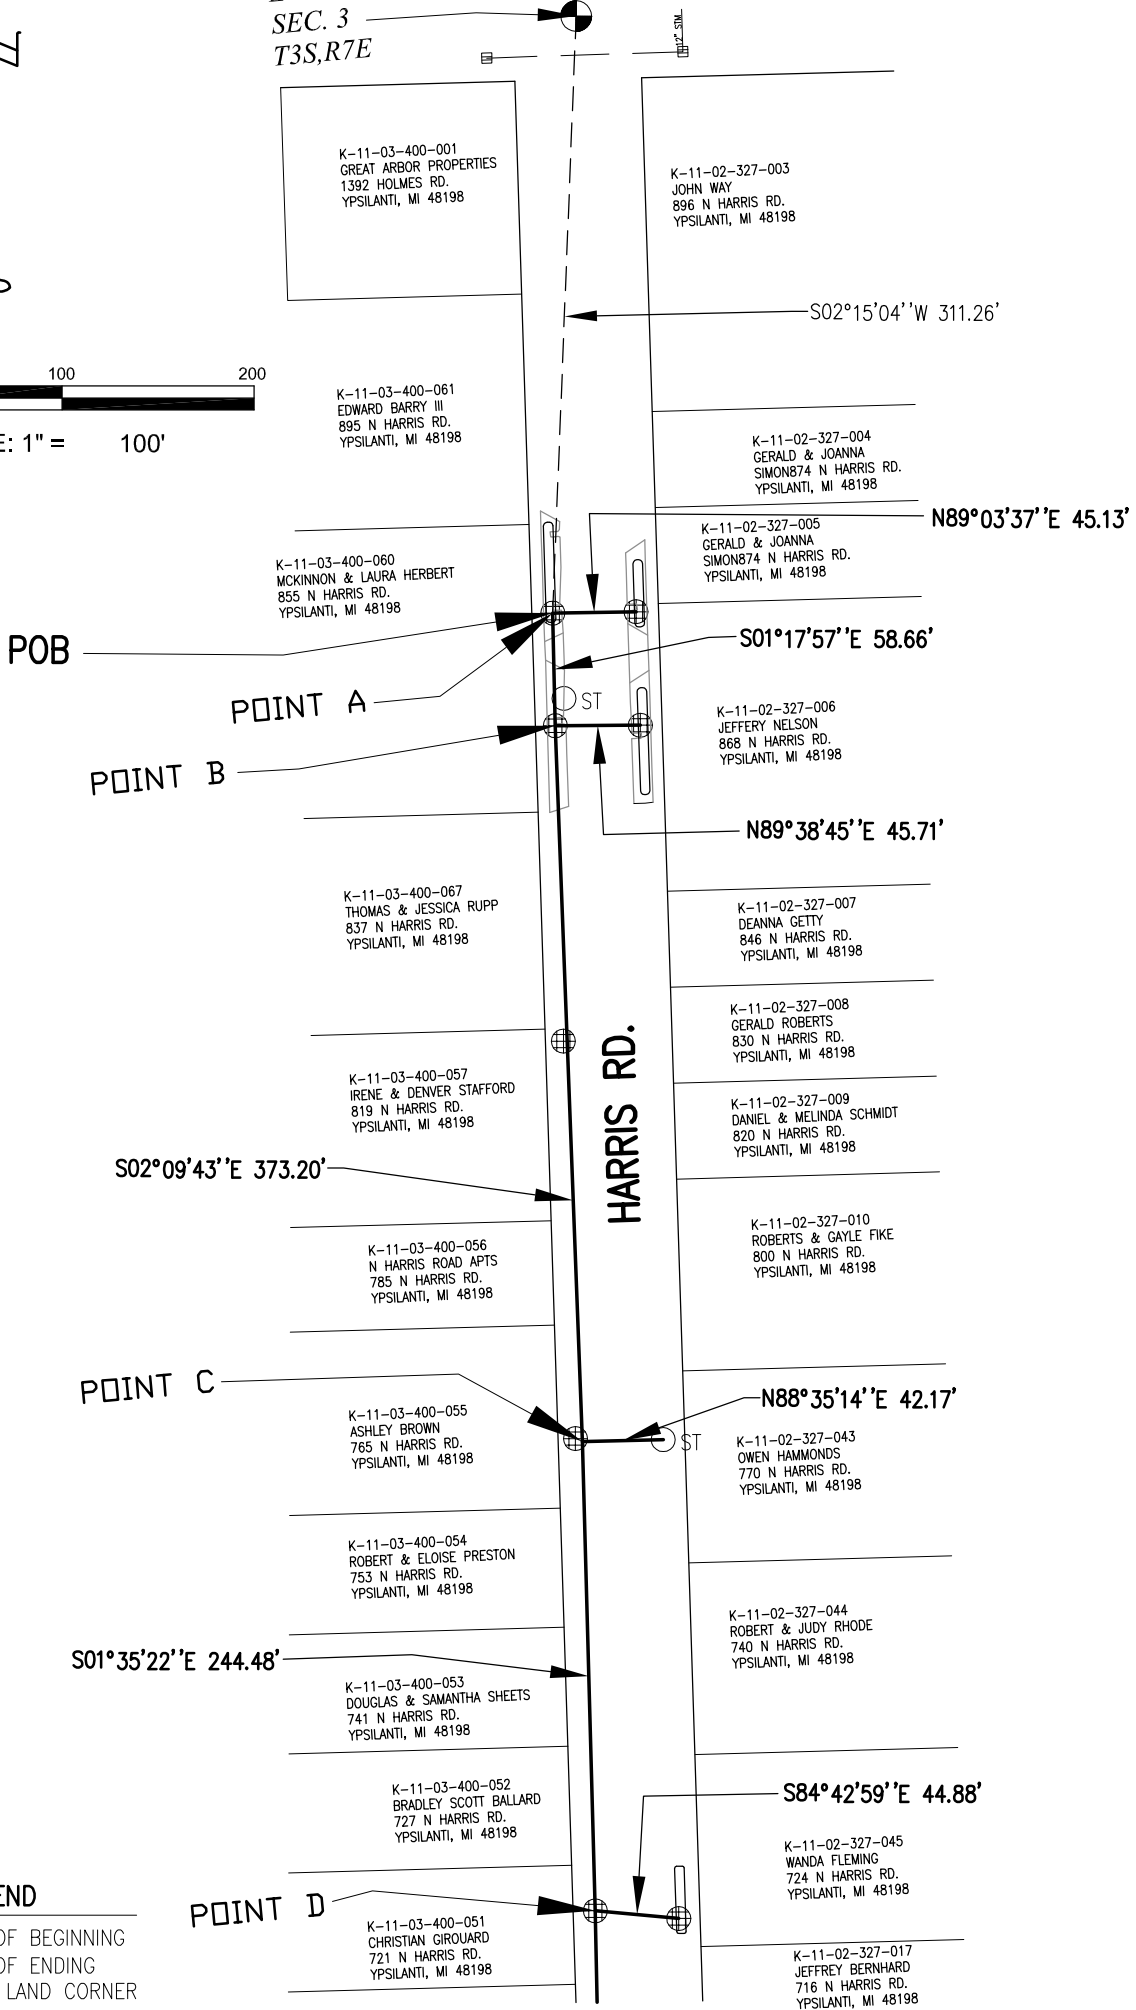 SEC. 3
T3S,R7E
12" STM
K-11-03-400-001
GREAT ARBOR PROPERTIES
1392 HOLMES RD.
YPSILANTI, MI 48198
K-11-02-327-003
JOHN WAY
896 N HARRIS RD.
YPSILANTI, MI 48198
S02°15'04''W 311.26'
100 200
E: 1" = 100'
K-11-03-400-061
EDWARD BARRY III
895 N HARRIS RD.
YPSILANTI, MI 48198
K-11-02-327-004
GERALD & JOANNA
SIMON874 N HARRIS RD.
YPSILANTI, MI 48198
N89°03'37''E 45.13'
K-11-02-327-005
GERALD & JOANNA
SIMON874 N HARRIS RD.
YPSILANTI, MI 48198
K-11-03-400-060
MCKINNON & LAURA HERBERT
855 N HARRIS RD.
YPSILANTI, MI 48198
POB
S01°17'57''E 58.66'
POINT A
ST
K-11-02-327-006
JEFFERY NELSON
868 N HARRIS RD.
YPSILANTI, MI 48198
POINT B
N89°38'45''E 45.71'
K-11-03-400-067
THOMAS & JESSICA RUPP
837 N HARRIS RD.
YPSILANTI, MI 48198
K-11-02-327-007
DEANNA GETTY
846 N HARRIS RD.
YPSILANTI, MI 48198
K-11-02-327-008
GERALD ROBERTS
830 N HARRIS RD.
YPSILANTI, MI 48198
HARRIS RD.
K-11-03-400-057
IRENE & DENVER STAFFORD
819 N HARRIS RD.
YPSILANTI, MI 48198
K-11-02-327-009
DANIEL & MELINDA SCHMIDT
820 N HARRIS RD.
YPSILANTI, MI 48198
S02°09'43''E 373.20'
K-11-02-327-010
ROBERTS & GAYLE FIKE
800 N HARRIS RD.
YPSILANTI, MI 48198
K-11-03-400-056
N HARRIS ROAD APTS
785 N HARRIS RD.
YPSILANTI, MI 48198
POINT C
N88°35'14''E 42.17'
K-11-03-400-055
ASHLEY BROWN
765 N HARRIS RD.
YPSILANTI, MI 48198
ST
K-11-02-327-043
OWEN HAMMONDS
770 N HARRIS RD.
YPSILANTI, MI 48198
K-11-03-400-054
ROBERT & ELOISE PRESTON
753 N HARRIS RD.
YPSILANTI, MI 48198
K-11-02-327-044
ROBERT & JUDY RHODE
740 N HARRIS RD.
YPSILANTI, MI 48198
S01°35'22''E 244.48'
K-11-03-400-053
DOUGLAS & SAMANTHA SHEETS
741 N HARRIS RD.
YPSILANTI, MI 48198
K-11-03-400-052
BRADLEY SCOTT BALLARD
727 N HARRIS RD.
YPSILANTI, MI 48198
S84°42'59''E 44.88'
K-11-02-327-045
WANDA FLEMING
724 N HARRIS RD.
YPSILANTI, MI 48198
END
POINT D
OF BEGINNING
OF ENDING
LAND CORNER
K-11-03-400-051
CHRISTIAN GIROUARD
721 N HARRIS RD.
YPSILANTI, MI 48198
K-11-02-327-017
JEFFREY BERNHARD
716 N HARRIS RD.
YPSILANTI, MI 48198